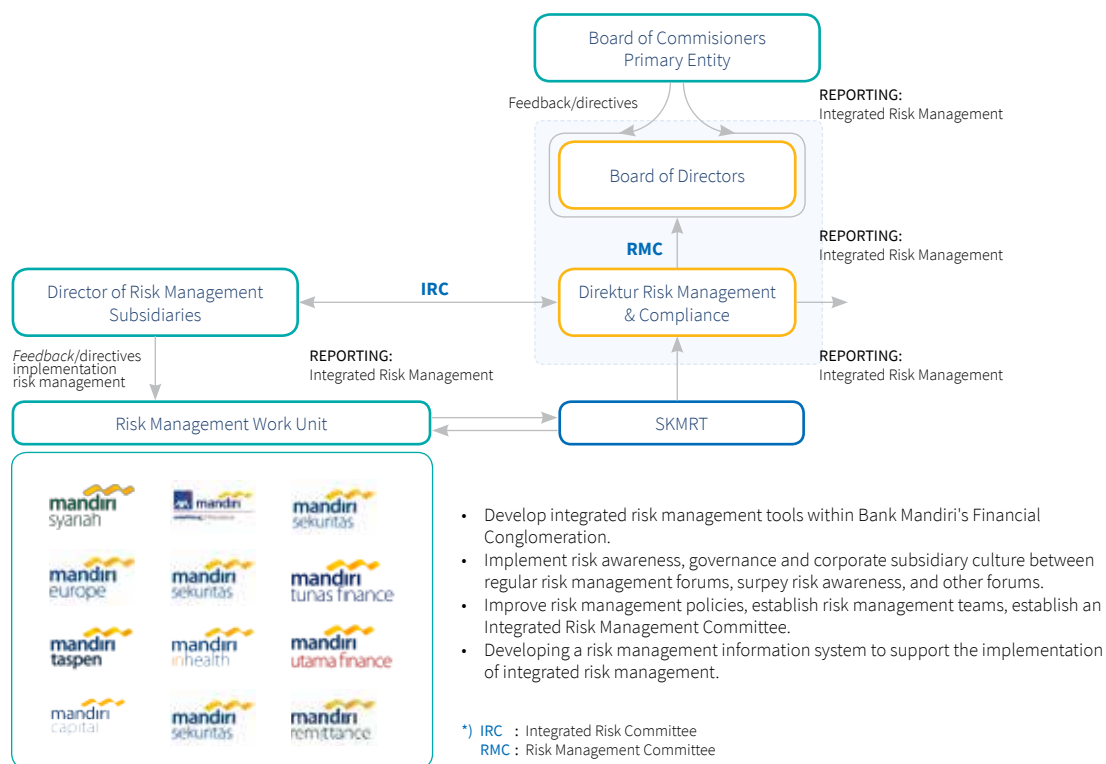 Board of Commisioners
Primary Entity
Feedback/directives
REPORTING:
Integrated Risk Management
Board of Directors
RMC
REPORTING:
Integrated Risk Management
Director of Risk Management
Subsidiaries
IRC
Direktur Risk Management
& Compliance
Feedback/directives
implementation
risk management
REPORTING:
Integrated Risk Management
REPORTING:
Integrated Risk Management
Risk Management Work Unit
SKMRT
mandiri
syariah
AXA mandiri
mandiri
sekuritas
mandiri
europe
mandiri
sekuritas
mandiri
tunas finance
mandiri
taspen
mandiri
inhealth
mandiri
utama finance
mandiri
capital
mandiri
sekuritas
mandiri
remittance
• Develop integrated risk management tools within Bank Mandiri's Financial
Conglomeration.
• Implement risk awareness, governance and corporate subsidiary culture between
regular risk management forums, surpey risk awareness, and other forums.
• Improve risk management policies, establish risk management teams, establish an
Integrated Risk Management Committee.
• Developing a risk management information system to support the implementation
of integrated risk management.
*) IRC : Integrated Risk Committee
RMC : Risk Management Committee